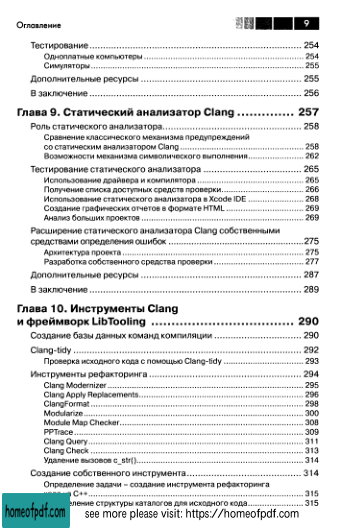 Оглавление 9
Тестирование 254
Одноплатные компьютеры 254
Симуляторы 255
Дополнительные ресурсы 255
В заключение 256
Глава 9. Статический анализатор Clang 257
Роль статического анализатора 258
Сравнение классического механизма предупреждений
со статическим анализатором Clang 258
Возможности механизма символического выполнения 262
Тестирование статического анализатора 265
Использование драйвера и компилятора 265
Получение списка доступных средств проверки 266
Использование статического анализатора в Xcode IDE 268
Создание графических отчетов в формате HTML 269
Анализ больших проектов 269
Расширение статического анализатора Clang собственными
средствами определения ошибок 275
Архитектура проекта 275
Разработка собственного средства проверки 277
Дополнительные ресурсы 287
В заключение 289
Глава 10. Инструменты Clang
и фреймворк LibTooling 290
Создание базы данных команд компиляции 290
Clang-tidy 292
Проверка исходного кода с помощью Clang-tidy 293
Инструменты рефакторинга 294
Clang Modernizer 295
Clang Apply Replacements 296
ClangFormat 298
Modularize 300
Module Map Checker 308
PPTrace 309
Clang Query 311
Clang Check 313
Удаление вызовов c_str() 314
Создание собственного инструмента 314
Определение задачи – создание инструмента рефакторинга
C++ 315
структуры каталогов для исходного кода 315
homeofpdf.com
see more please visit: https://homeofpdf.com